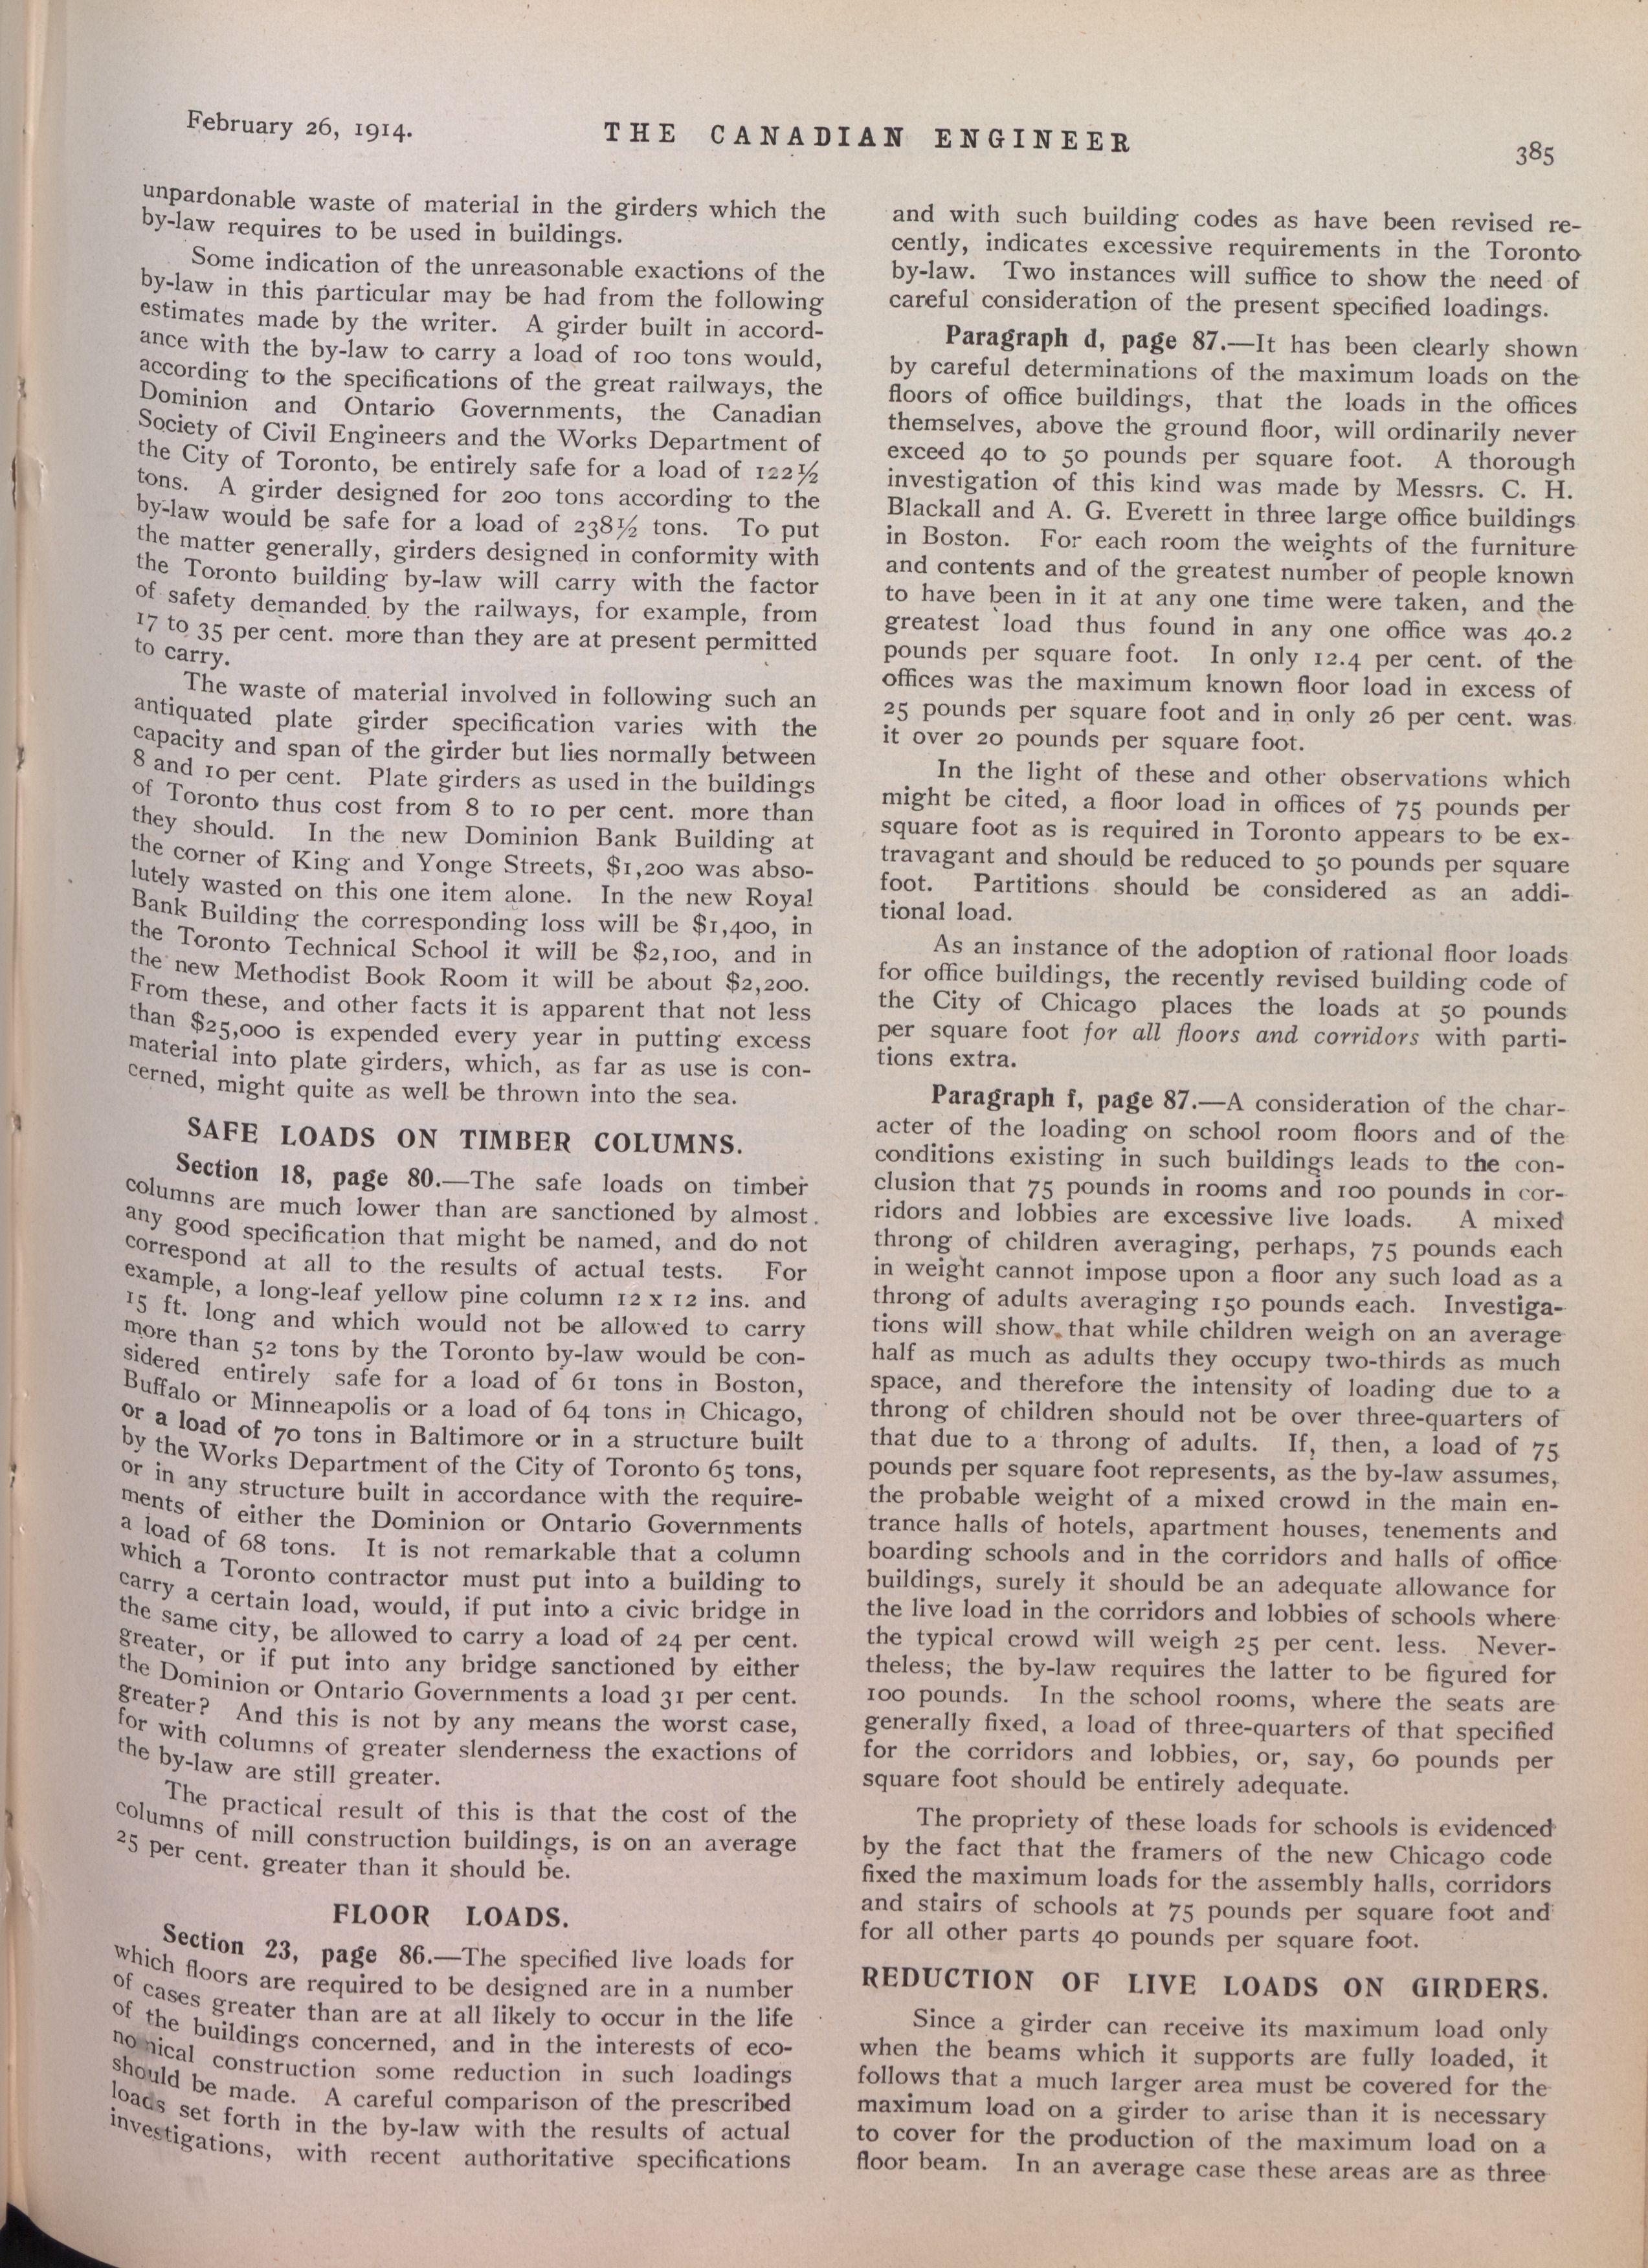 February 26, 1914.
THE CANADIAN ENGINEER
385
unpardonable waste of material in the girders which the
by-law requires to be used in buildings.
Some indication of the unreasonable exactions of the
by-law in this particular may be had from the following
estimates made by the writer. A girder built in accord-
ance with the by-law to carry a load of 100 tons would,
according to the specifications of the great railways, the
Dominion and Ontario Governments, the Canadian
Society of Civil Engineers and the Works Department of
the City of Toronto, be entirely safe for a load of 122½
tons. A girder designed for 200 tons according to the
by-law would be safe for a load of 238½ tons. To put
the matter generally, girders designed in conformity with
the Toronto building by-law will carry with the factor
of safety demanded by the railways, for example, from
17 to 35 per cent. more than they are at present permitted
to carry.
The waste of material involved in following such an
antiquated plate girder specification varies with the
capacity and span of the girder but lies normally between
8 and 10 per cent. Plate girders as used in the buildings
of Toronto thus cost from 8 to 10 per cent. more than
they should. In the new Dominion Bank Building at
the corner of King and Yonge Streets, $1,200 was abso-
lutely wasted on this one item alone. In the new Royal
Bank Building the corresponding loss will be $1,400, in
the Toronto Technical School it will be $2,100, and in
the new Methodist Book Room it will be about $2,200.
From these, and other facts it is apparent that not less
than $25,000 is expended every year in putting excess
material into plate girders, which, as far as use is con-
cerned, might quite as well be thrown into the sea.
SAFE LOADS ON TIMBER COLUMNS.
Section 18, page 80.—The safe loads on timber
columns are much lower than are sanctioned by almost
any good specification that might be named, and do not
correspond at all to the results of actual tests. For
example, a long-leaf yellow pine column 12 x 12 ins. and
15 ft. long and which would not be allowed to carry
more than 52 tons by the Toronto by-law would be con-
sidered entirely safe for a load of 61 tons in Boston,
Buffalo or Minneapolis or a load of 64 tons in Chicago,
or a load of 70 tons in Baltimore or in a structure built
by the Works Department of the City of Toronto 65 tons,
or in any structure built in accordance with the require-
ments of either the Dominion or Ontario Governments
a load of 68 tons. It is not remarkable that a column
which a Toronto contractor must put into a building to
carry a certain load, would, if put into a civic bridge in
the same city, be allowed to carry a load of 24 per cent.
greater, or if put into any bridge sanctioned by either
the Dominion or Ontario Governments a load 31 per cent.
greater? And this is not by any means the worst case,
for with columns of greater slenderness the exactions of
the by-law are still greater.
The practical result of this is that the cost of the
columns of mill construction buildings, is on an average
25 per cent. greater than it should be.
FLOOR LOADS.
Section 23, page 86.—The specified live loads for
which floors are required to be designed are in a number
of cases greater than are at all likely to occur in the life
of the buildings concerned, and in the interests of eco-
nomical construction some reduction in such loadings
should be made. A careful comparison of the prescribed
loads set forth in the by-law with the results of actual
investigations, with recent authoritative specifications
and with such building codes as have been revised re-
cently, indicates excessive requirements in the Toronto
by-law. Two instances will suffice to show the need of
careful consideration of the present specified loadings.
Paragraph d, page 87.—It has been clearly shown
by careful determinations of the maximum loads on the
floors of office buildings, that the loads in the offices
themselves, above the ground floor, will ordinarily never
exceed 40 to 50 pounds per square foot. A thorough
investigation of this kind was made by Messrs. C. H.
Blackall and A. G. Everett in three large office buildings
in Boston. For each room the weights of the furniture
and contents and of the greatest number of people known
to have been in it at any one time were taken, and the
greatest load thus found in any one office was 40.2
pounds per square foot. In only 12.4 per cent. of the
offices was the maximum known floor load in excess of
25 pounds per square foot and in only 26 per cent. was
it over 20 pounds per square foot.
In the light of these and other observations which
might be cited, a floor load in offices of 75 pounds per
square foot as is required in Toronto appears to be ex-
travagant and should be reduced to 50 pounds per square
foot. Partitions should be considered as an addi-
tional load.
As an instance of the adoption of rational floor loads
for office buildings, the recently revised building code of
the City of Chicago places the loads at 50 pounds
per square foot for all floors and corridors with parti-
tions extra.
Paragraph f, page 87.—A consideration of the char-
acter of the loading on school room floors and of the
conditions existing in such buildings leads to the con-
clusion that 75 pounds in rooms and 100 pounds in cor-
ridors and lobbies are excessive live loads. A mixed
throng of children averaging, perhaps, 75 pounds each
in weight cannot impose upon a floor any such load as a
throng of adults averaging 150 pounds each. Investiga-
tions will show that while children weigh on an average
half as much as adults they occupy two-thirds as much
space, and therefore the intensity of loading due to a
throng of children should not be over three-quarters of
that due to a throng of adults. If, then, a load of 75
pounds per square foot represents, as the by-law assumes,
the probable weight of a mixed crowd in the main en-
trance halls of hotels, apartment houses, tenements and
boarding schools and in the corridors and halls of office
buildings, surely it should be an adequate allowance for
the live load in the corridors and lobbies of schools where
the typical crowd will weigh 25 per cent. less. Never-
theless, the by-law requires the latter to be figured for
100 pounds. In the school rooms, where the seats are
generally fixed, a load of three-quarters of that specified
for the corridors and lobbies, or, say, 60 pounds per
square foot should be entirely adequate.
The propriety of these loads for schools is evidenced
by the fact that the framers of the new Chicago code
fixed the maximum loads for the assembly halls, corridors
and stairs of schools at 75 pounds per square foot and
for all other parts 40 pounds per square foot.
REDUCTION OF LIVE LOADS ON GIRDERS.
Since a girder can receive its maximum load only
when the beams which it supports are fully loaded, it
follows that a much larger area must be covered for the
maximum load on a girder to arise than it is necessary
to cover for the production of the maximum load on a
floor beam. In an average case these areas are as three